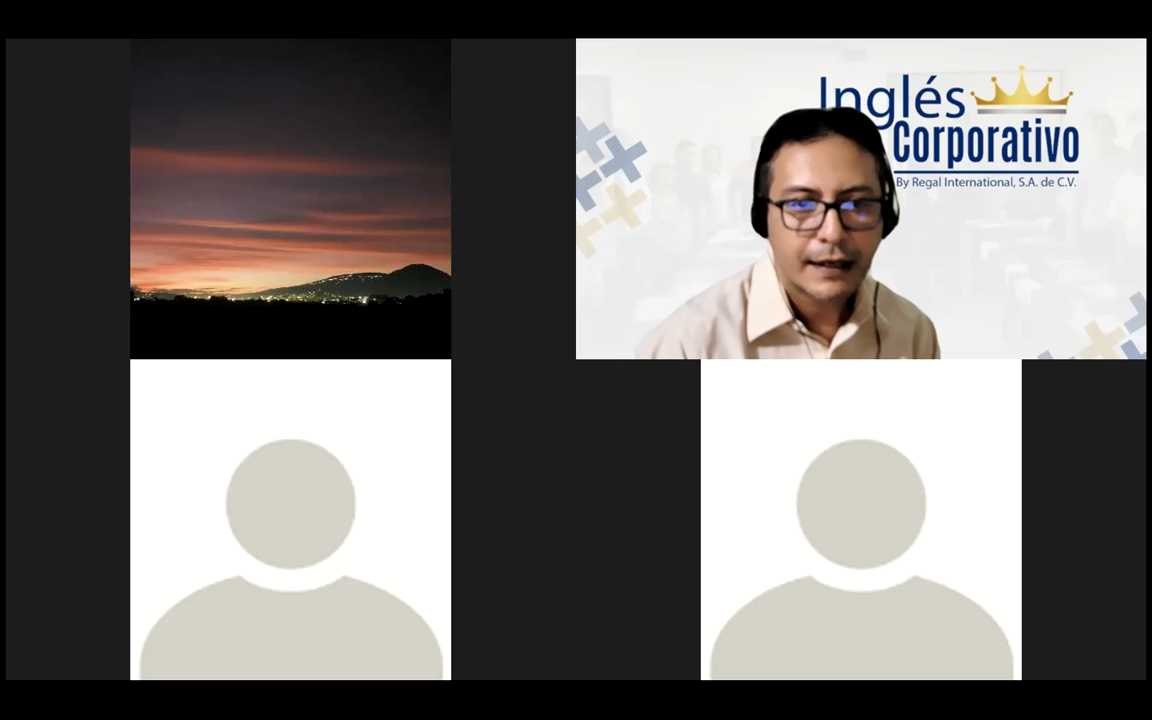 Inglés
Corporativo
By Regal International, S.A. de C.V.